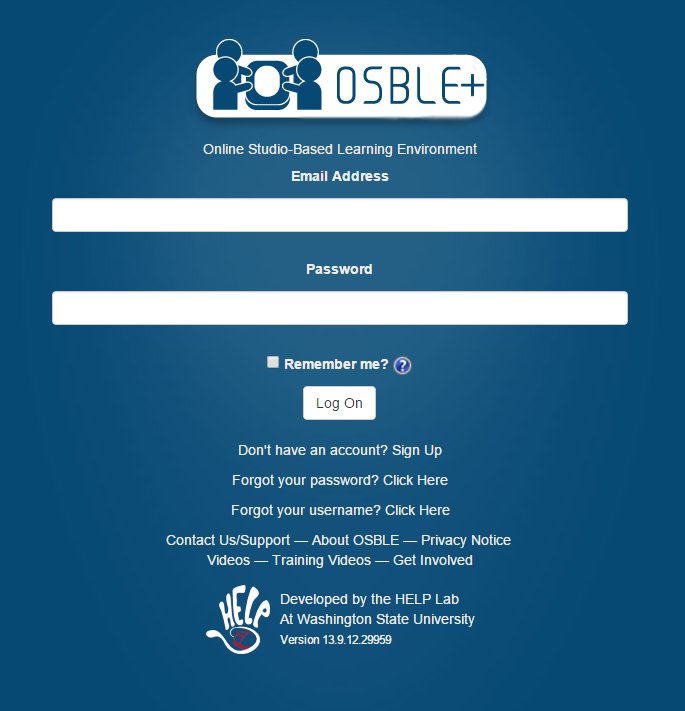 OSBLE+
Online Studio-Based Learning Environment
Email Address
Password
Remember me? ?
Log On
Don't have an account? Sign Up
Forgot your password? Click Here
Forgot your username? Click Here
Contact Us/Support — About OSBLE — Privacy Notice
Videos — Training Videos — Get Involved
HELP
Developed by the HELP Lab
At Washington State University
Version 13.9.12.29959